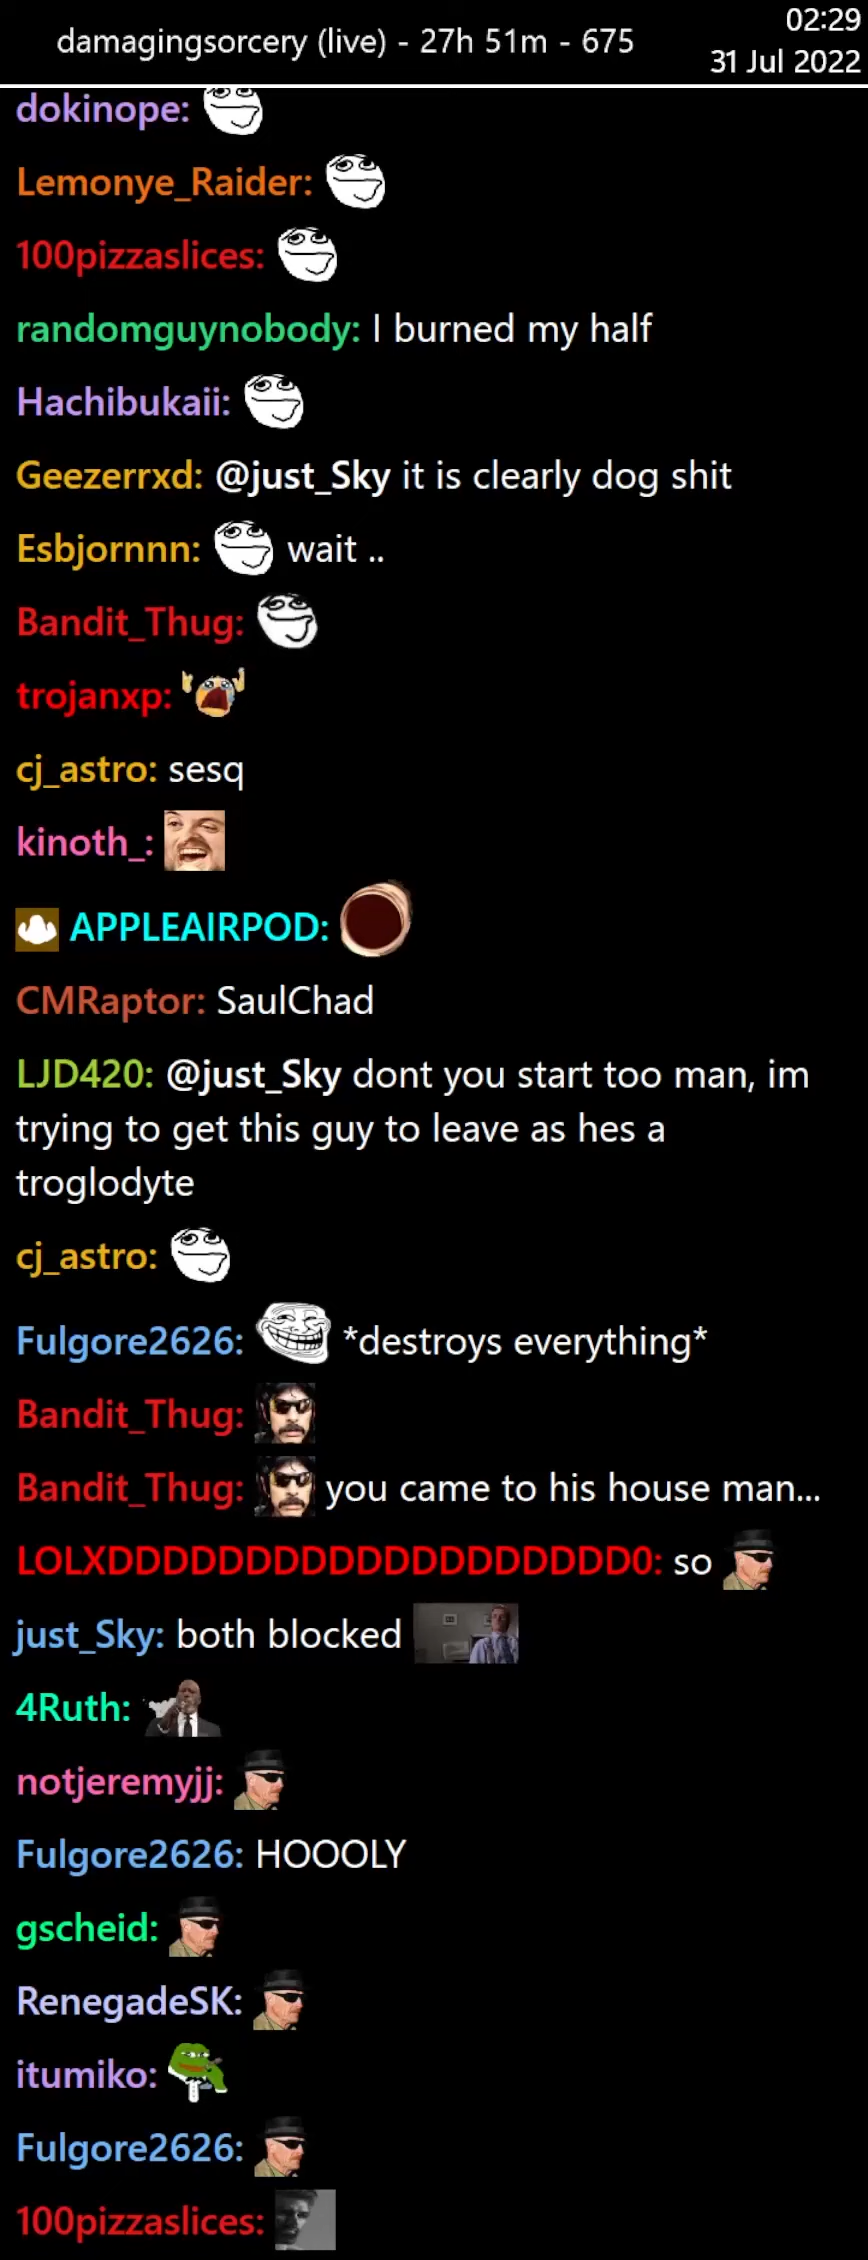 damagingsorcery (live) - 27h 51m - 675
02:29
31 Jul 2022
dokinope:
Lemonye_Raider:
100pizzaslices:
randomguynobody: I burned my half
Hachibukaii:
Geezerrxd: @just_Sky it is clearly dog shit
Esbjornnn: wait ..
Bandit_Thug:
trojanxp:
cj_astro: sesq
kinoth_:
APPLEAIRPOD:
CMRaptor: SaulChad
LJD420: @just_Sky dont you start too man, im
trying to get this guy to leave as hes a
troglodyte
cj_astro:
Fulgore2626: *destroys everything*
Bandit_Thug:
Bandit_Thug: you came to his house man...
LOLXDDDDDDDDDDDDDDDDDDD0: so
just_Sky: both blocked
4Ruth:
notjeremyjj:
Fulgore2626: HOOOLY
gscheid:
RenegadeSK:
itumiko:
Fulgore2626:
100pizzaslices: